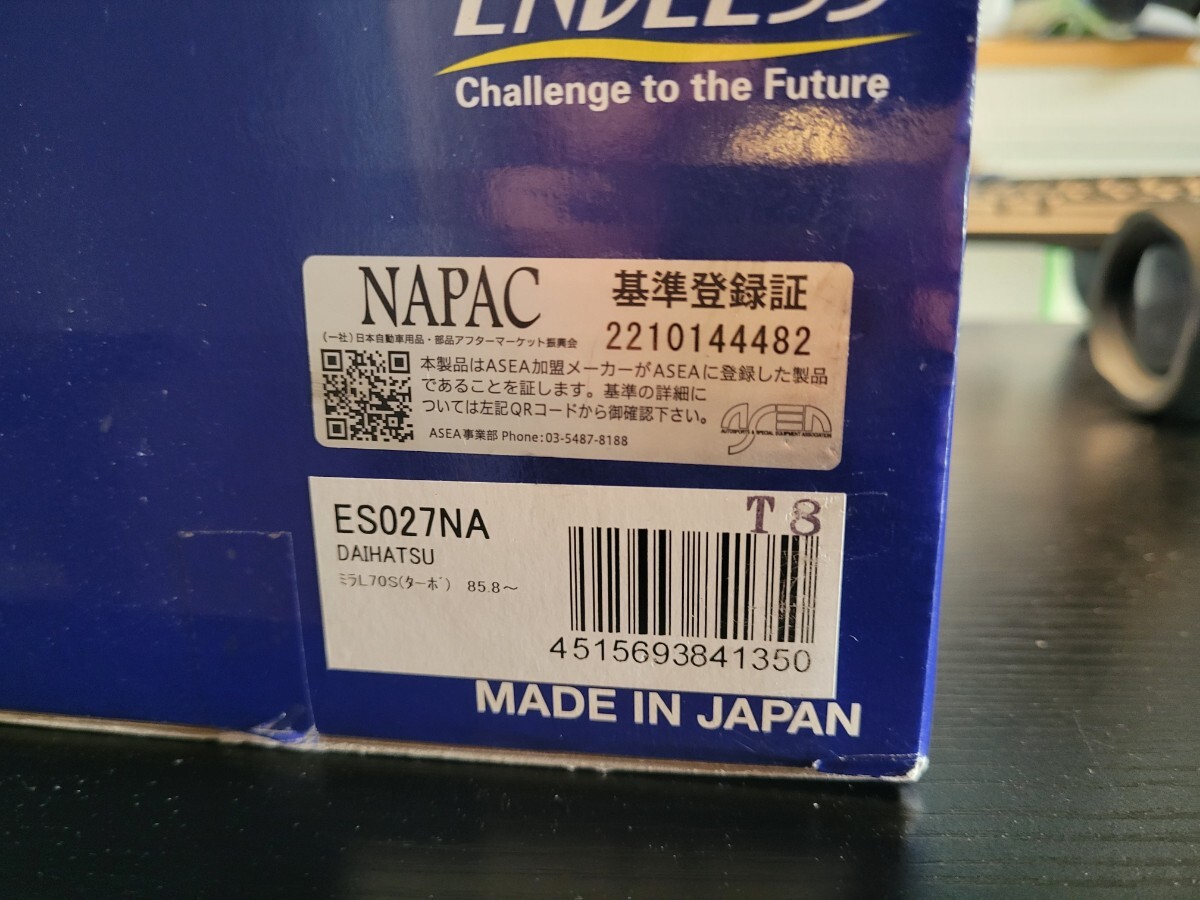 ENDLESS
Challenge to the Future
NAPAC
(一社)日本自動車用品・部品アフターマーケット振興会
基準登録証
2210144482
本製品はASEA加盟メーカーがASEAに登録した製品
であることを証します。基準の詳細に
ついては左記QRコードから御確認下さい。
ASEA事業部 Phone:03-5487-8188
ASEA
AUTOSPORTS & SPECIAL EQUIPMENT ASSOCIATION
ES027NA
T8
DAIHATSU
ミラL70S(ターボ) 85.8～
4515693841350
MADE IN JAPAN